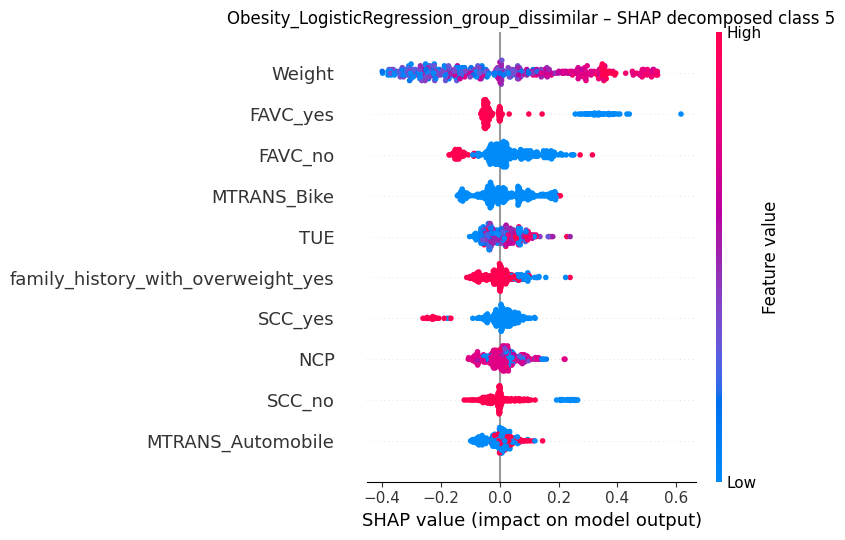 Obesity_LogisticRegression_group_dissimilar – SHAP decomposed class 5
High
Weight
FAVC_yes
FAVC_no
MTRANS_Bike
TUE
family_history_with_overweight_yes
SCC_yes
NCP
SCC_no
MTRANS_Automobile
Feature value
Low
−0.4 −0.2 0.0 0.2 0.4 0.6
SHAP value (impact on model output)